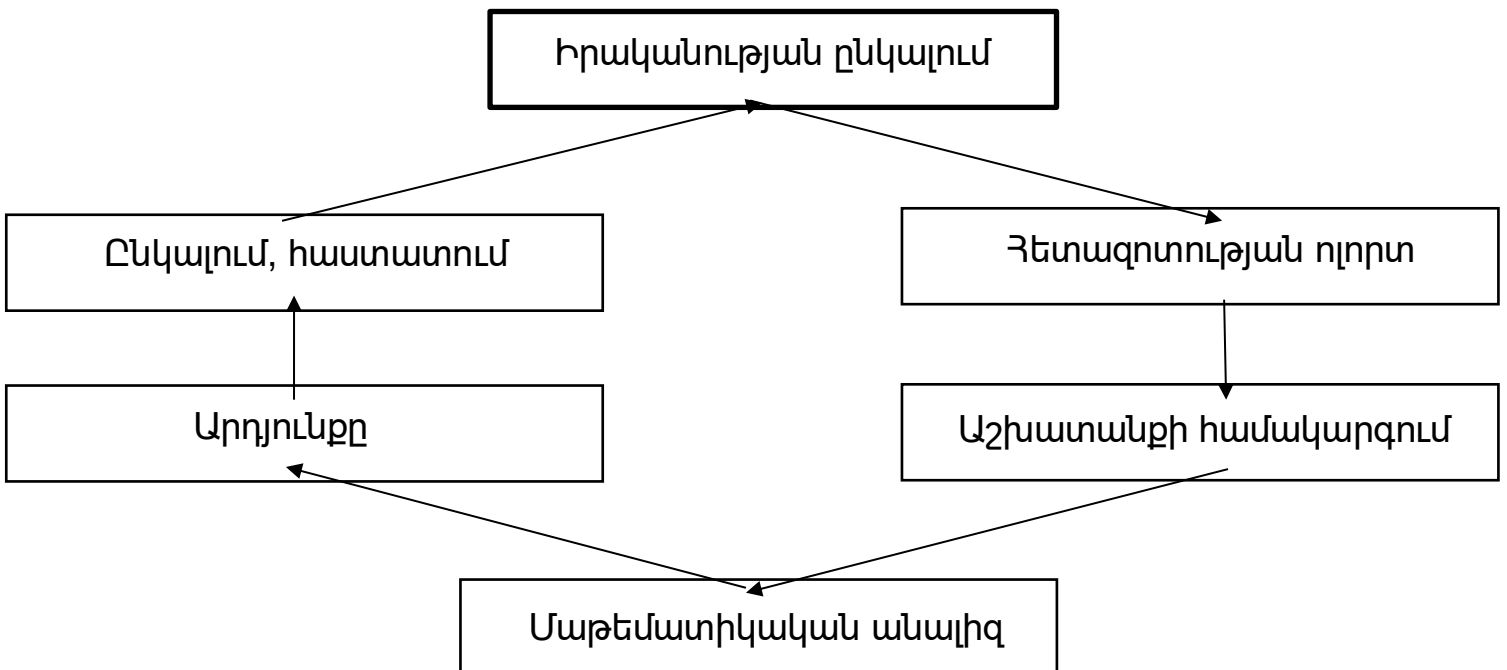 Իրականության ընկալում
Ընկալում, հաստատում
Հետազոտության ոլորտ
Արդյունքը
Աշխատանքի համակարգում
Մաթեմատիկական անալիզ